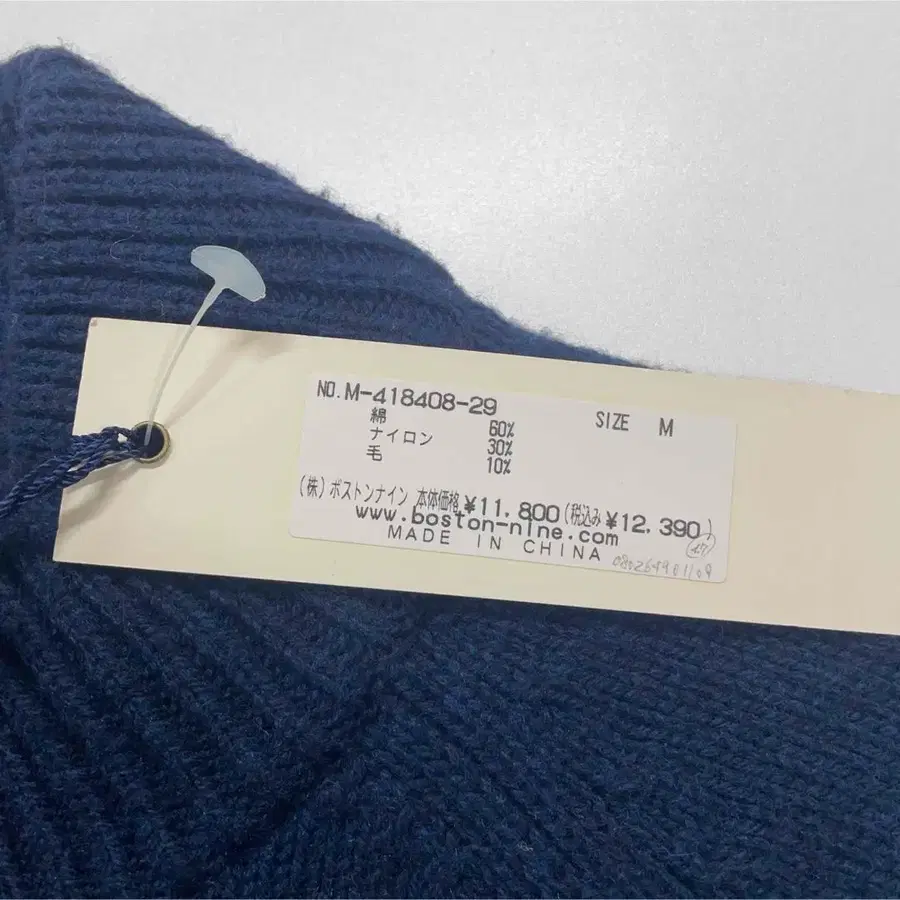 NO.M-418408-29 SIZE M
綿 60%
ナイロン 30%
毛 10%
(株)ボストンナイン 本体価格¥11,800(税込み¥12,390)
www.boston-nine.com
MADE IN CHINA